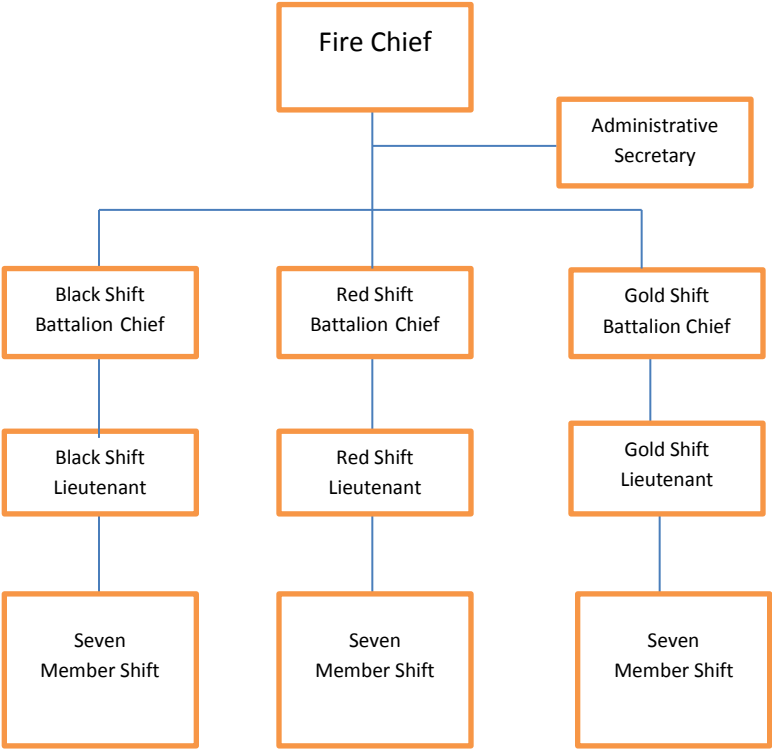 Fire Chief
Administrative
Secretary
Black Shift
Battalion Chief
Red Shift
Battalion Chief
Gold Shift
Battalion Chief
Black Shift
Lieutenant
Red Shift
Lieutenant
Gold Shift
Lieutenant
Seven
Member Shift
Seven
Member Shift
Seven
Member Shift